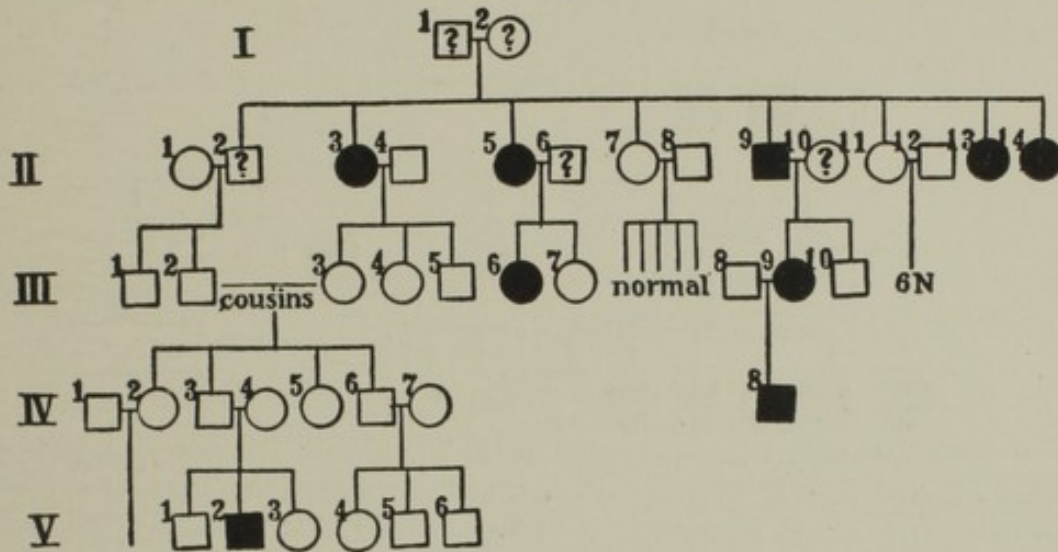 I 1 ? 2 ?
II 1 2 ? 3 4 5 6 ? 7 8 9 10 ? 11 12 13 14
III 1 2 cousins 3 4 5 6 7 normal 8 9 10 6N
IV 1 2 3 4 5 6 7 8
V 1 2 3 4 5 6